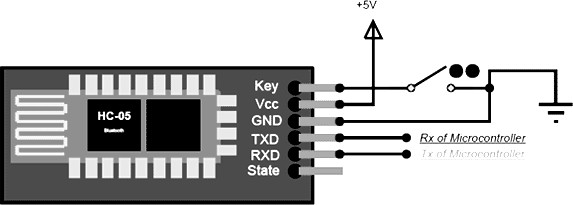 +5V
Key
Vcc
HC-05
Bluetooth
GND
TXD
Rx of Microcontroller
RXD
Tx of Microcontroller
State